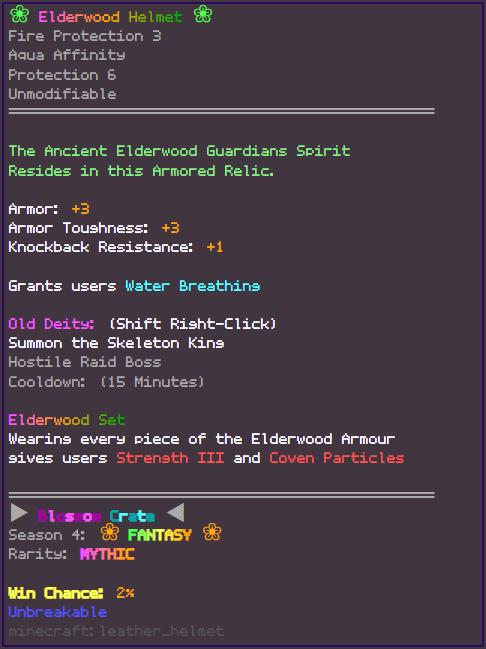 ❀ Elderwood Helmet ❀
Fire Protection 3
Aqua Affinity
Protection 6
Unmodifiable
The Ancient Elderwood Guardians Spirit
Resides in this Armored Relic.
Armor: +3
Armor Toughness: +3
Knockback Resistance: +1
Grants users Water Breathing
Old Deity: (Shift Right-Click)
Summon the Skeleton King
Hostile Raid Boss
Cooldown: (15 Minutes)
Elderwood Set
Wearing every piece of the Elderwood Armour
gives users Strength III and Coven Particles
▶ Blossom Crate ◀
Season 4: ❀ FANTASY ❀
Rarity: MYTHIC
Win Chance: 2%
Unbreakable
minecraft:leather_helmet